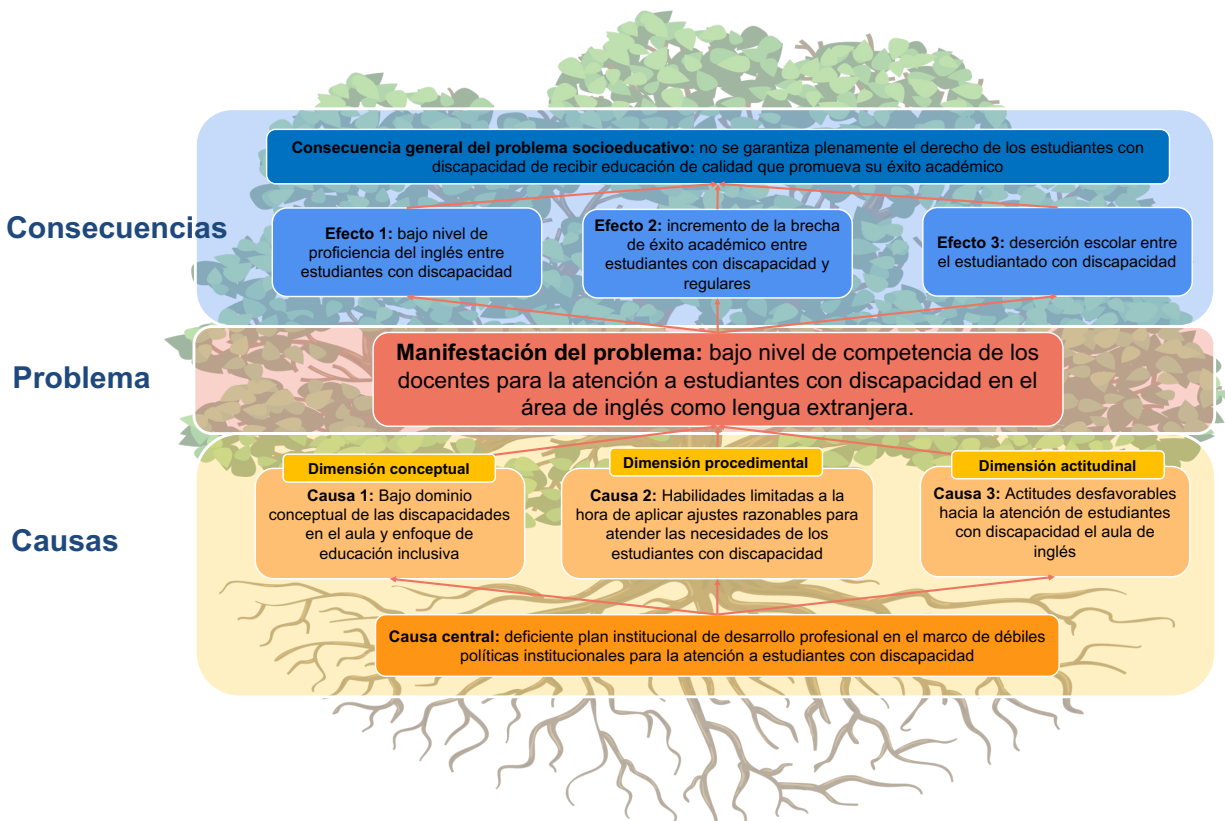 Consecuencias
Consecuencia general del problema socioeducativo: no se garantiza plenamente el derecho de los estudiantes con
discapacidad de recibir educación de calidad que promueva su éxito académico
Efecto 1: bajo nivel de
proficiencia del inglés entre
estudiantes con discapacidad
Efecto 2: incremento de la brecha
de éxito académico entre
estudiantes con discapacidad y
regulares
Efecto 3: deserción escolar entre
el estudiantado con discapacidad
Problema
Manifestación del problema: bajo nivel de competencia de los
docentes para la atención a estudiantes con discapacidad en el
área de inglés como lengua extranjera.
Causas
Dimensión conceptual
Causa 1: Bajo dominio
conceptual de las discapacidades
en el aula y enfoque de
educación inclusiva
Dimensión procedimental
Causa 2: Habilidades limitadas a la
hora de aplicar ajustes razonables para
atender las necesidades de los
estudiantes con discapacidad
Dimensión actitudinal
Causa 3: Actitudes desfavorables
hacia la atención de estudiantes
con discapacidad el aula de
inglés
Causa central: deficiente plan institucional de desarrollo profesional en el marco de débiles
políticas institucionales para la atención a estudiantes con discapacidad